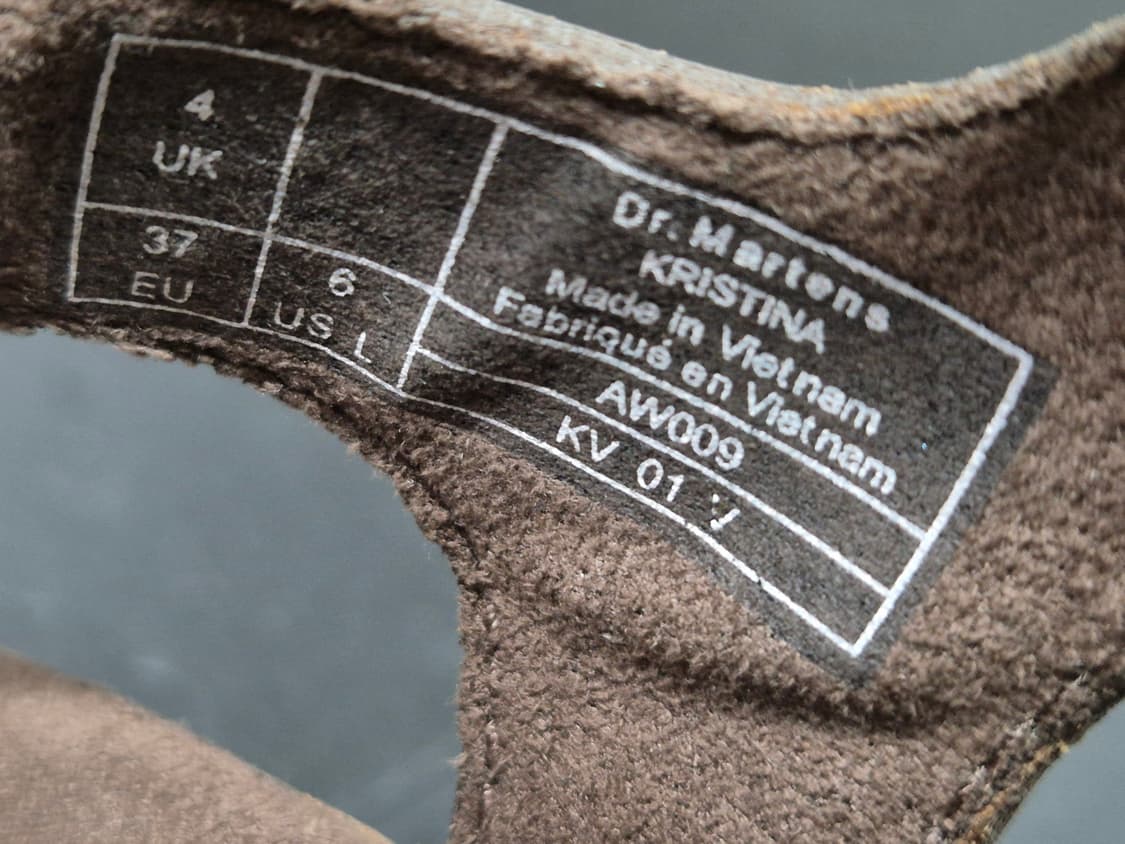 4
UK
37
EU
6
US L
Dr. Martens
KRISTINA
Made in Vietnam
Fabriqué en Vietnam
AW009
KV 01